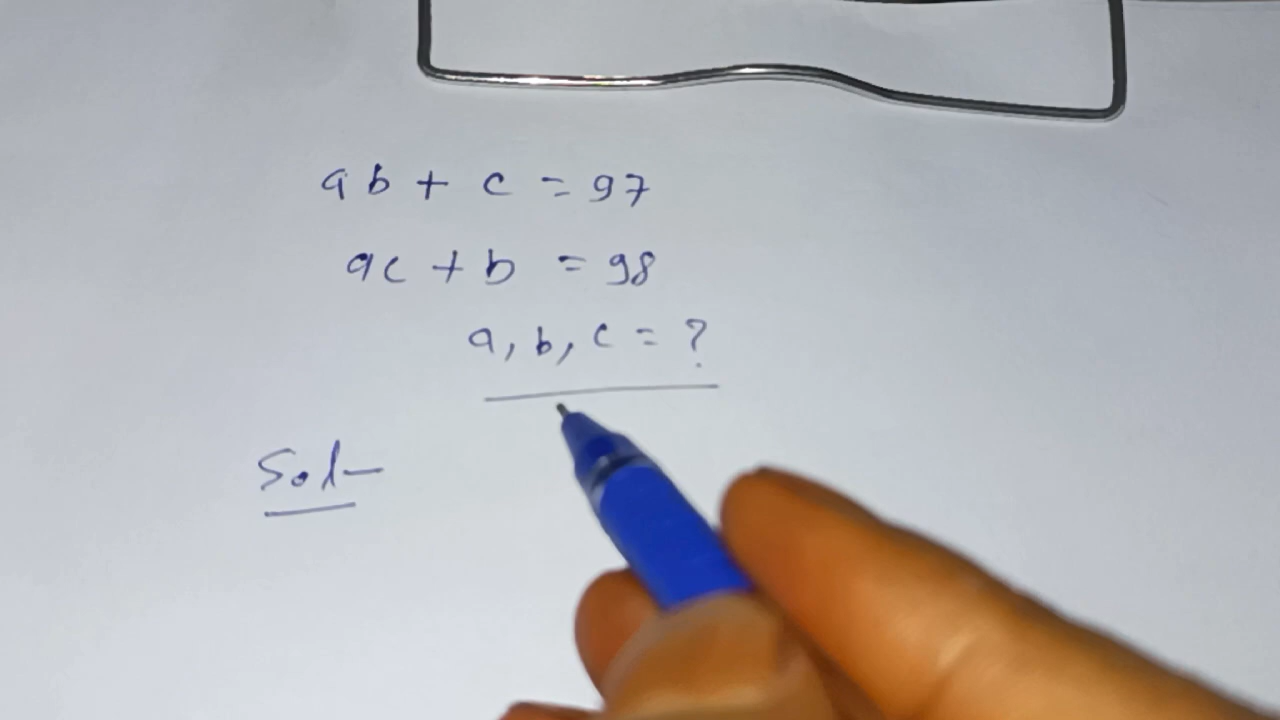 ab + c = 97
ac + b = 98
a, b, c = ?
Sol-